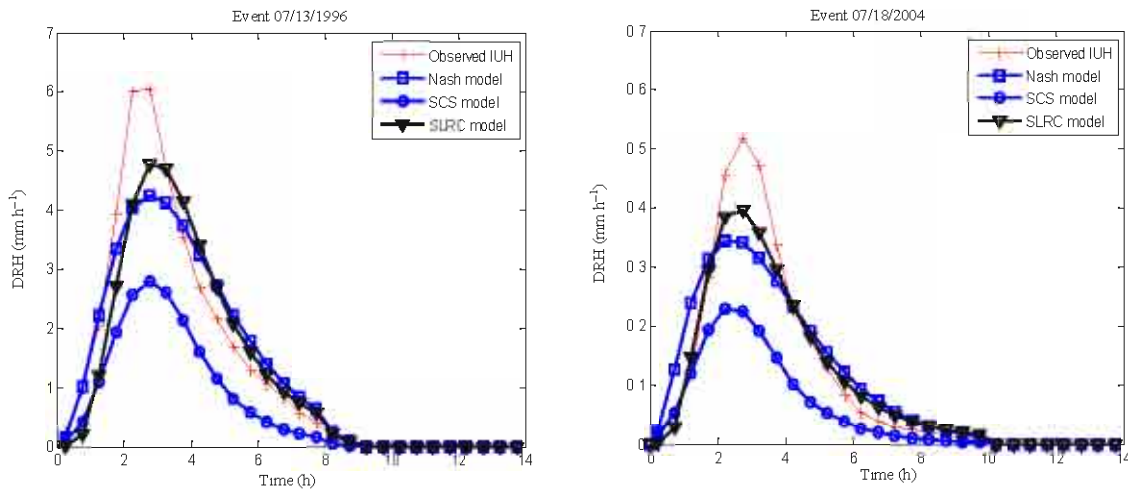 Event 07/13/1996
7
6
5
4
3
2
1
0
0
2
4
6
8
10
12
14
DRH (mm h⁻¹)
Time (h)
Observed IUH
Nash model
SCS model
SLRC model
Event 07/18/2004
0 7
0 6
0 5
0 4
0 3
0 2
0 1
0
0
2
4
6
8
10
12
14
DRH (mm h⁻¹)
Time (h)
Observed IUH
Nash model
SCS model
SLRC model